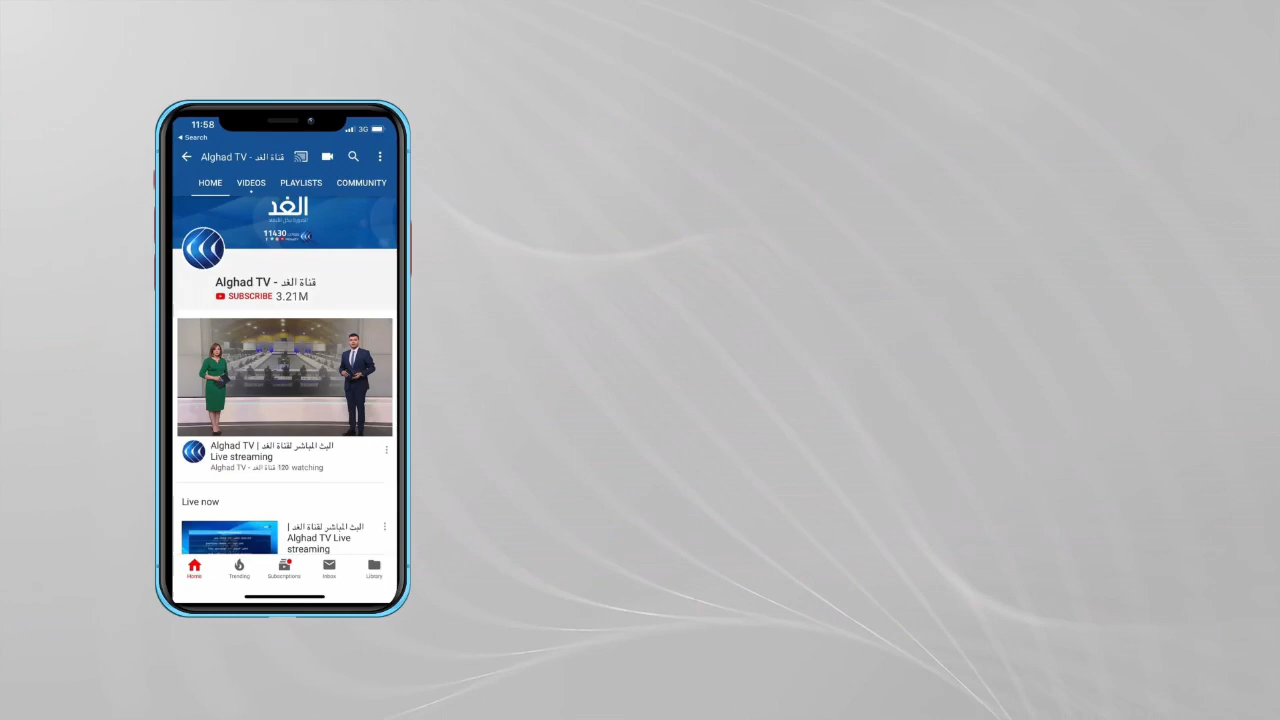 11:58
3G
Search
Alghad TV - قناة الغد
HOME VIDEOS PLAYLISTS COMMUNITY
الغد
11430
Alghad TV - قناة الغد
SUBSCRIBE 3.21M
Alghad TV | البث المباشر لقناة الغد
Live streaming
Alghad TV - قناة الغد 120 watching
Live now
البث المباشر لقناة الغد |
Alghad TV Live
streaming
Home Trending Subscriptions Inbox Library